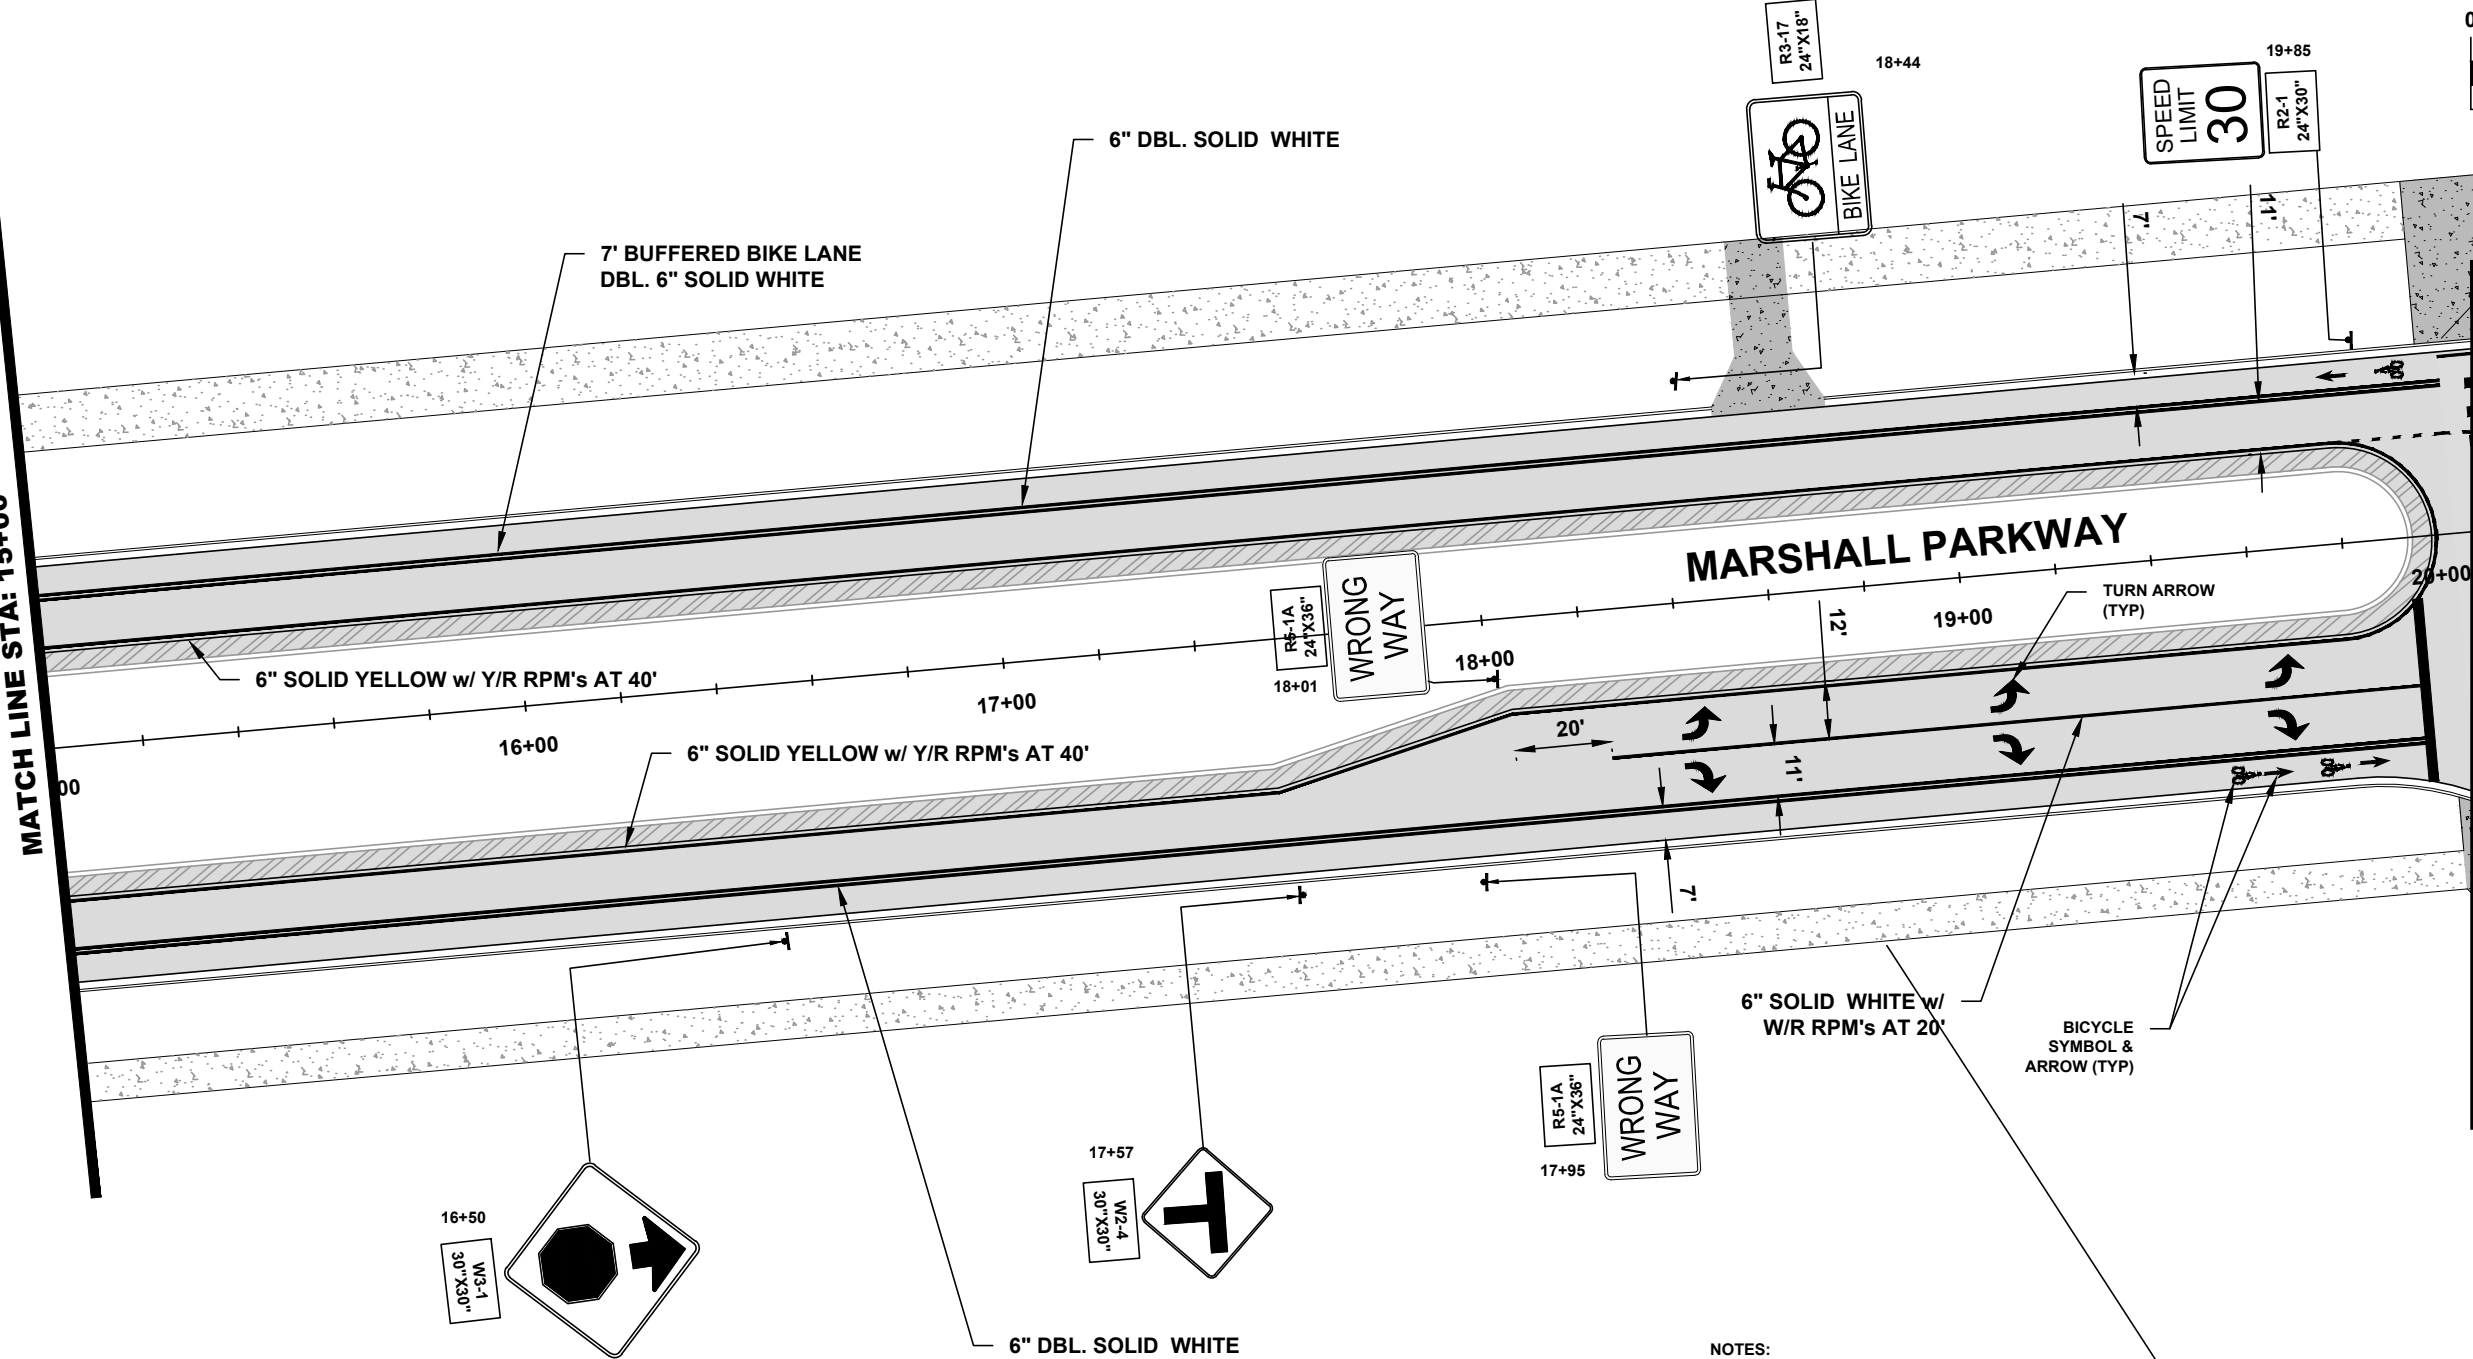 R3-17
24"X18"
18+44
BIKE LANE
19+85
SPEED
LIMIT
30
R2-1
24"X30"
6" DBL. SOLID WHITE
7' BUFFERED BIKE LANE
DBL. 6" SOLID WHITE
7'
11'
MARSHALL PARKWAY
R5-1A
24"X36"
WRONG
WAY
18+01
18+00
12'
19+00
TURN ARROW
(TYP)
20+00
6" SOLID YELLOW w/ Y/R RPM's AT 40'
17+00
16+00
6" SOLID YELLOW w/ Y/R RPM's AT 40'
20'
11'
MATCH LINE STA:
00
7'
6" SOLID WHITE w/
W/R RPM's AT 20'
BICYCLE
SYMBOL &
ARROW (TYP)
R5-1A
24"X36"
WRONG
WAY
17+95
17+57
W2-4
30"X30"
16+50
W3-1
30"X30"
6" DBL. SOLID WHITE
NOTES: